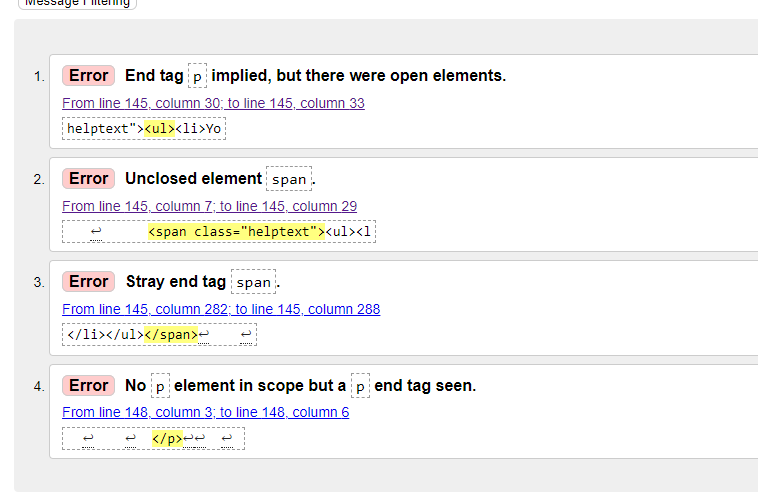 Message Filtering
1. Error End tag p implied, but there were open elements.
From line 145, column 30; to line 145, column 33
helptext"><ul><li>Yo
2. Error Unclosed element span.
From line 145, column 7; to line 145, column 29
↩ <span class="helptext"><ul><l
3. Error Stray end tag span.
From line 145, column 282; to line 145, column 288
</li></ul></span>↩ ↩
4. Error No p element in scope but a p end tag seen.
From line 148, column 3; to line 148, column 6
↩ ↩ </p>↩↩ ↩